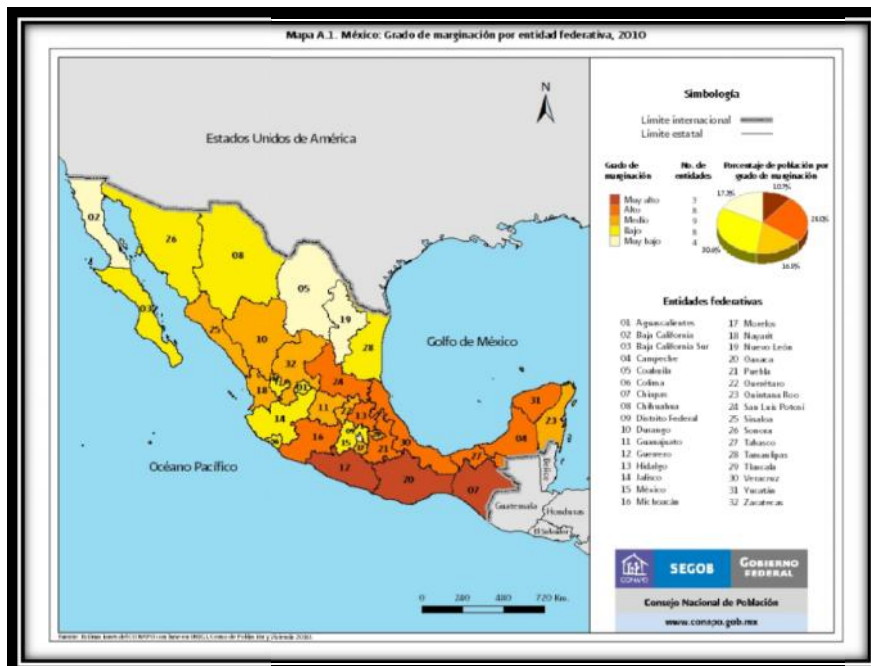 Mapa A.1. México: Grado de marginación por entidad federativa, 2010
N
Estados Unidos de América
Golfo de México
Océano Pacífico
Belice
Guatemala
Honduras
El Salvador
02
26
08
03
05
19
28
25
10
32
24
18
01
14
11
22
13
06
16
15
21
30
12
20
27
07
04
31
23
0 240 480 720 Km.
Simbología
Límite internacional
Límite estatal
Grado de marginación
No. de entidades
Porcentaje de población por grado de marginación
Muy alto 3
Alto 8
Medio 9
Bajo 8
Muy bajo 4
Entidades federativas
01 Aguascalientes
02 Baja California
03 Baja California Sur
04 Campeche
05 Coahuila
06 Colima
07 Chiapas
08 Chihuahua
09 Distrito Federal
10 Durango
11 Guanajuato
12 Guerrero
13 Hidalgo
14 Jalisco
15 México
16 Michoacán
17 Morelos
18 Nayarit
19 Nuevo León
20 Oaxaca
21 Puebla
22 Querétaro
23 Quintana Roo
24 San Luis Potosí
25 Sinaloa
26 Sonora
27 Tabasco
28 Tamaulipas
29 Tlaxcala
30 Veracruz
31 Yucatán
32 Zacatecas
CONAPO
SEGOB
GOBIERNO FEDERAL
Consejo Nacional de Población
www.conapo.gob.mx